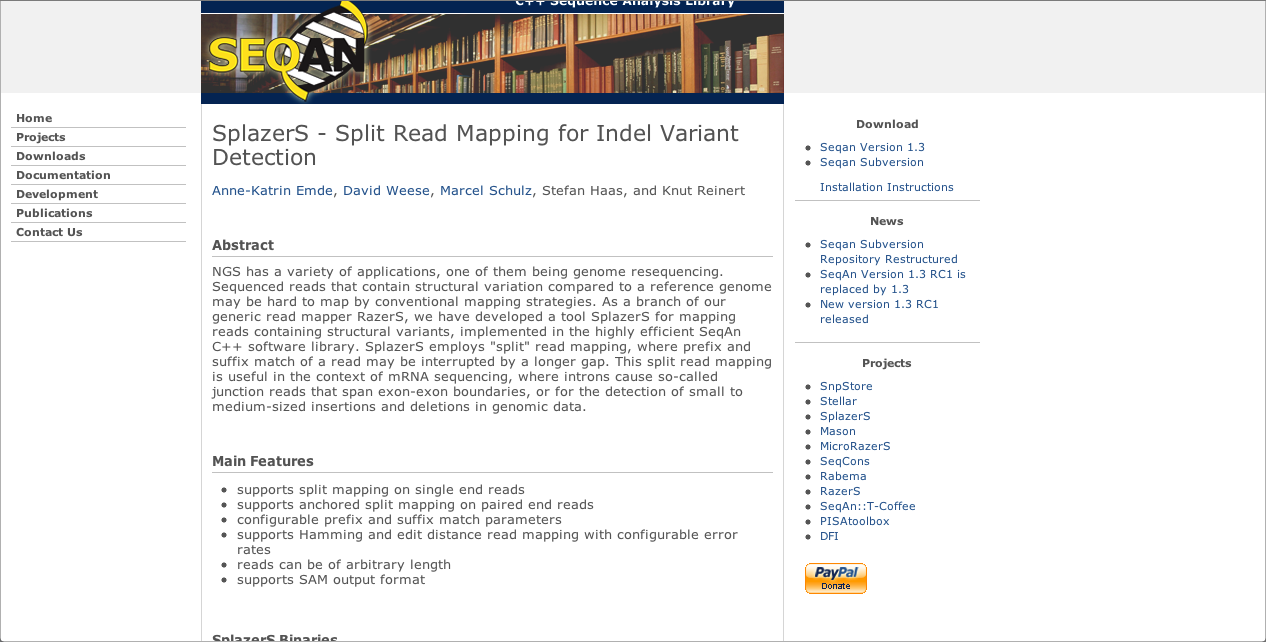 C++ Sequence Analysis Library
SEQAN
Home
Projects
Downloads
Documentation
Development
Publications
Contact Us
SplazerS - Split Read Mapping for Indel Variant
Detection
Anne-Katrin Emde, David Weese, Marcel Schulz, Stefan Haas, and Knut Reinert
Abstract
NGS has a variety of applications, one of them being genome resequencing.
Sequenced reads that contain structural variation compared to a reference genome
may be hard to map by conventional mapping strategies. As a branch of our
generic read mapper RazerS, we have developed a tool SplazerS for mapping
reads containing structural variants, implemented in the highly efficient SeqAn
C++ software library. SplazerS employs "split" read mapping, where prefix and
suffix match of a read may be interrupted by a longer gap. This split read mapping
is useful in the context of mRNA sequencing, where introns cause so-called
junction reads that span exon-exon boundaries, or for the detection of small to
medium-sized insertions and deletions in genomic data.
Main Features
supports split mapping on single end reads
supports anchored split mapping on paired end reads
configurable prefix and suffix match parameters
supports Hamming and edit distance read mapping with configurable error
rates
reads can be of arbitrary length
supports SAM output format
SplazerS Binaries
Download
Seqan Version 1.3
Seqan Subversion
Installation Instructions
News
Seqan Subversion
Repository Restructured
SeqAn Version 1.3 RC1 is
replaced by 1.3
New version 1.3 RC1
released
Projects
SnpStore
Stellar
SplazerS
Mason
MicroRazerS
SeqCons
Rabema
RazerS
SeqAn::T-Coffee
PISAtoolbox
DFI
PayPal
Donate